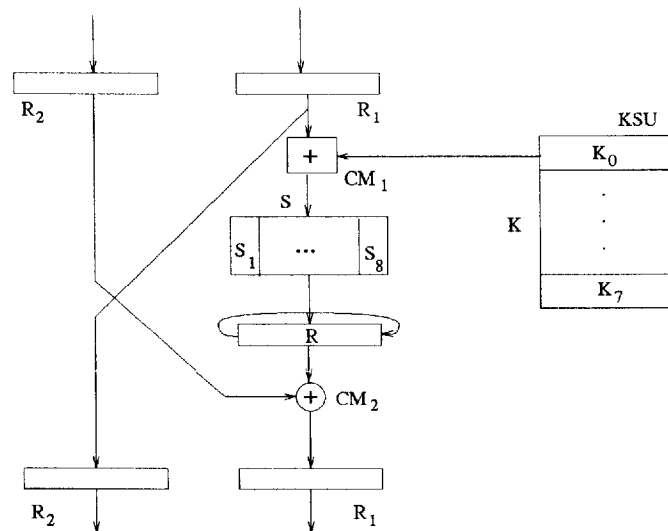 R2
R1
KSU
+
K0
CM1
S
K
S1
...
S8
K7
R
+
CM2
R2
R1